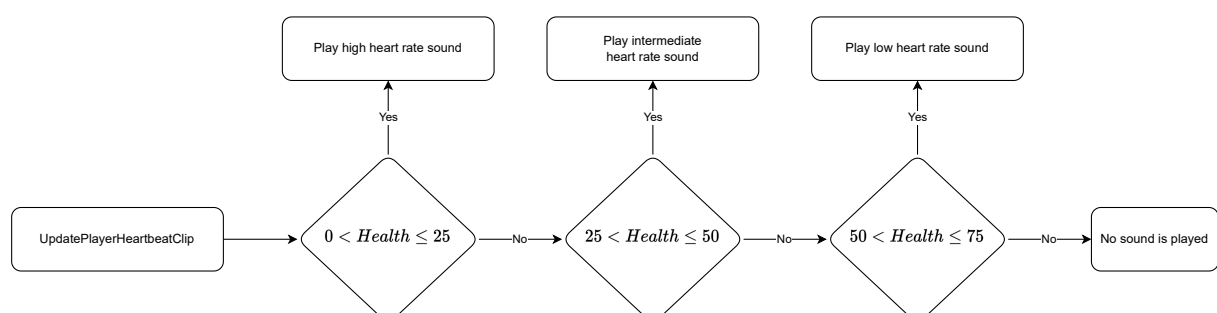 Play high heart rate sound
Play intermediate
heart rate sound
Play low heart rate sound
Yes
Yes
Yes
UpdatePlayerHeartbeatClip
0 < Health ≤ 25
No
25 < Health ≤ 50
No
50 < Health ≤ 75
No
No sound is played